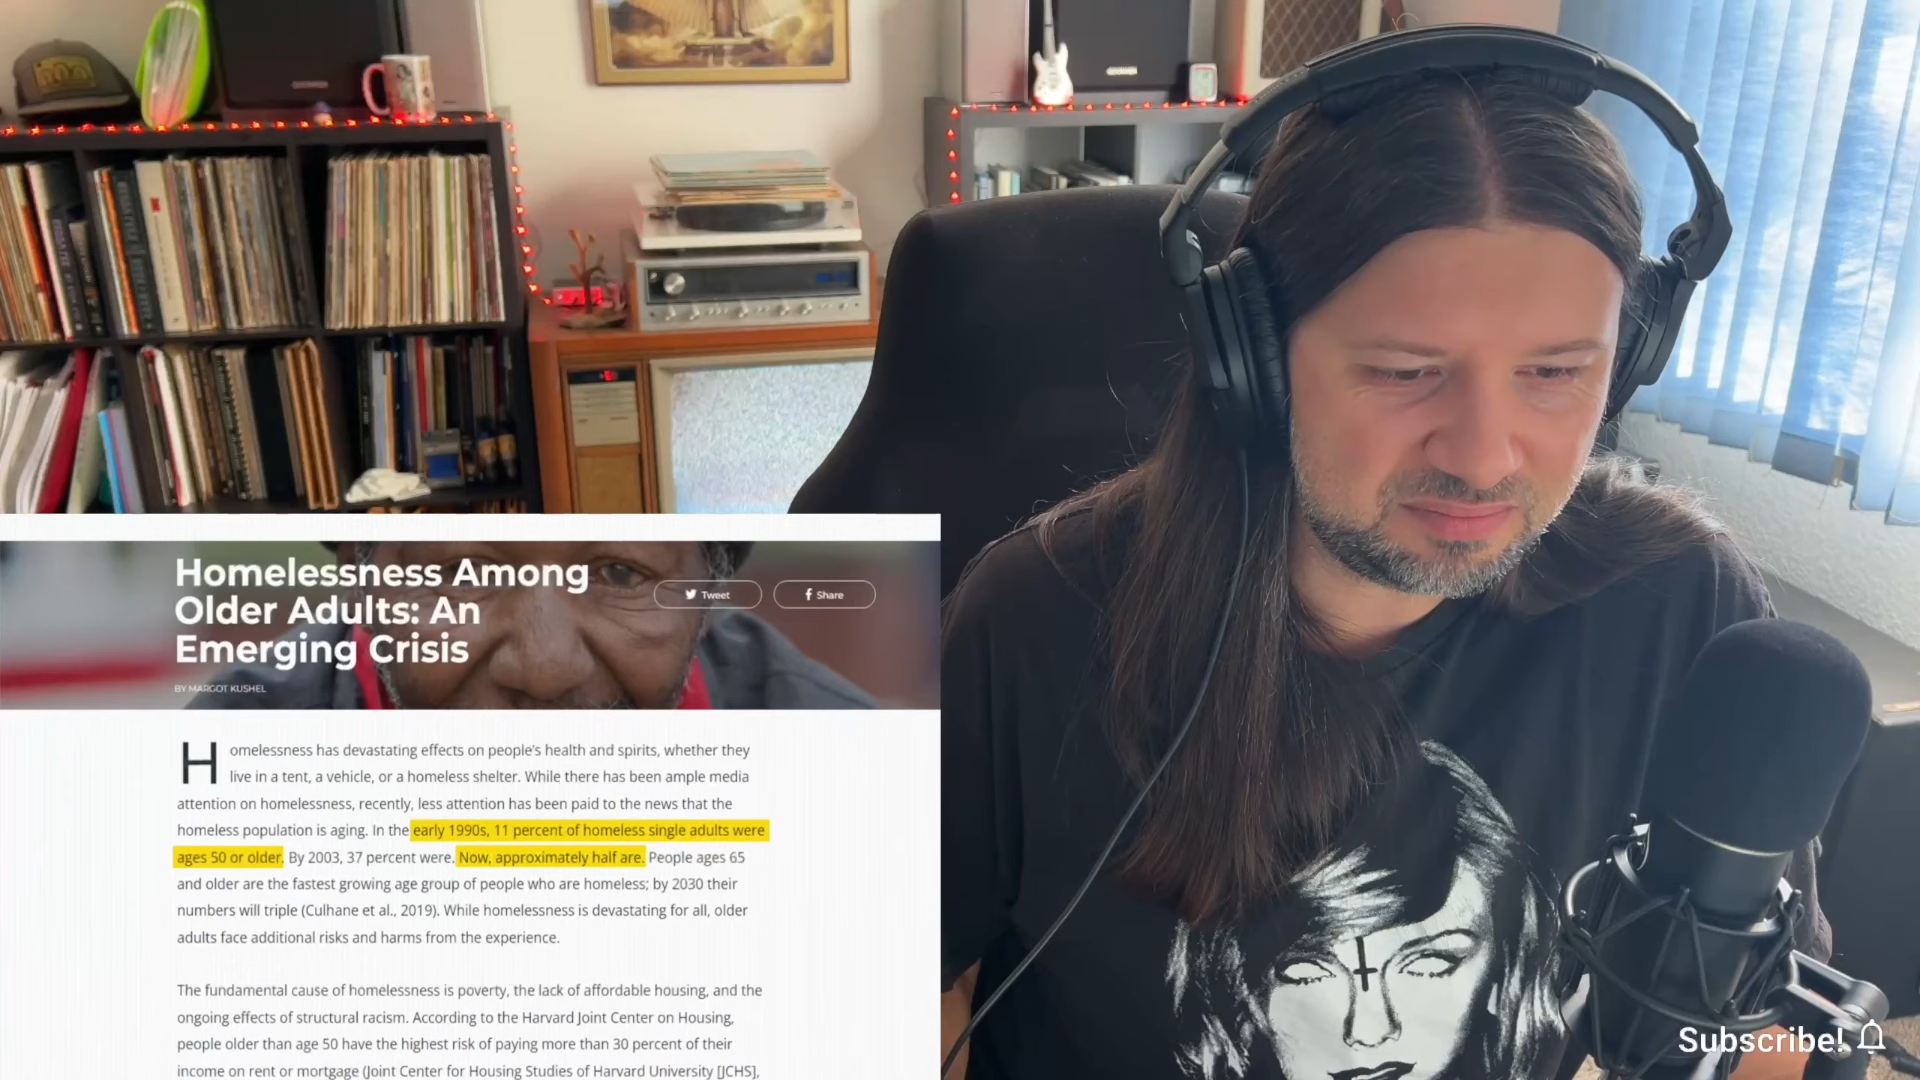 Homelessness Among
Older Adults: An
Emerging Crisis
Tweet
Share
BY MARGOT KUSHEL
Homelessness has devastating effects on people's health and spirits, whether they
live in a tent, a vehicle, or a homeless shelter. While there has been ample media
attention on homelessness, recently, less attention has been paid to the news that the
homeless population is aging. In the early 1990s, 11 percent of homeless single adults were
ages 50 or older. By 2003, 37 percent were. Now, approximately half are. People ages 65
and older are the fastest growing age group of people who are homeless; by 2030 their
numbers will triple (Culhane et al., 2019). While homelessness is devastating for all, older
adults face additional risks and harms from the experience.
The fundamental cause of homelessness is poverty, the lack of affordable housing, and the
ongoing effects of structural racism. According to the Harvard Joint Center on Housing,
people older than age 50 have the highest risk of paying more than 30 percent of their
income on rent or mortgage (Joint Center for Housing Studies of Harvard University [JCHS],
Subscribe!